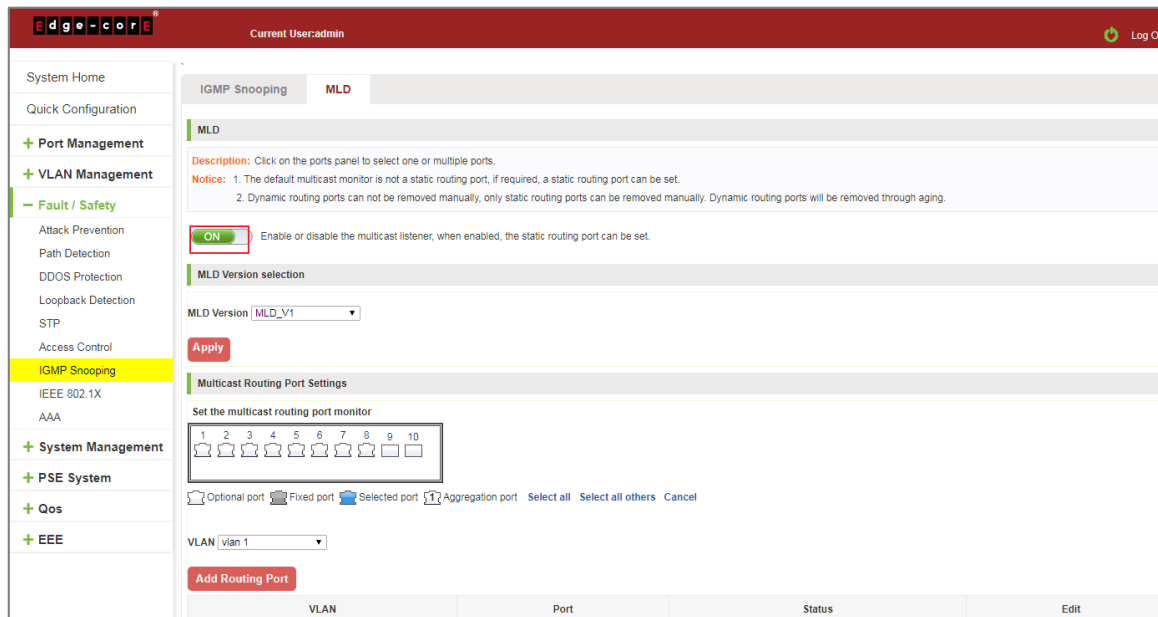 Edge-corE®
Current User:admin
Log O
System Home
Quick Configuration
+ Port Management
+ VLAN Management
− Fault / Safety
Attack Prevention
Path Detection
DDOS Protection
Loopback Detection
STP
Access Control
IGMP Snooping
IEEE 802.1X
AAA
+ System Management
+ PSE System
+ Qos
+ EEE
IGMP Snooping MLD
MLD
Description: Click on the ports panel to select one or multiple ports.
Notice: 1. The default multicast monitor is not a static routing port, if required, a static routing port can be set.
2. Dynamic routing ports can not be removed manually, only static routing ports can be removed manually. Dynamic routing ports will be removed through aging.
ON Enable or disable the multicast listener, when enabled, the static routing port can be set.
MLD Version selection
MLD Version MLD_V1
Apply
Multicast Routing Port Settings
Set the multicast routing port monitor
1 2 3 4 5 6 7 8 9 10
Optional port Fixed port Selected port 1 Aggregation port Select all Select all others Cancel
VLAN vlan 1
Add Routing Port
VLAN Port Status Edit